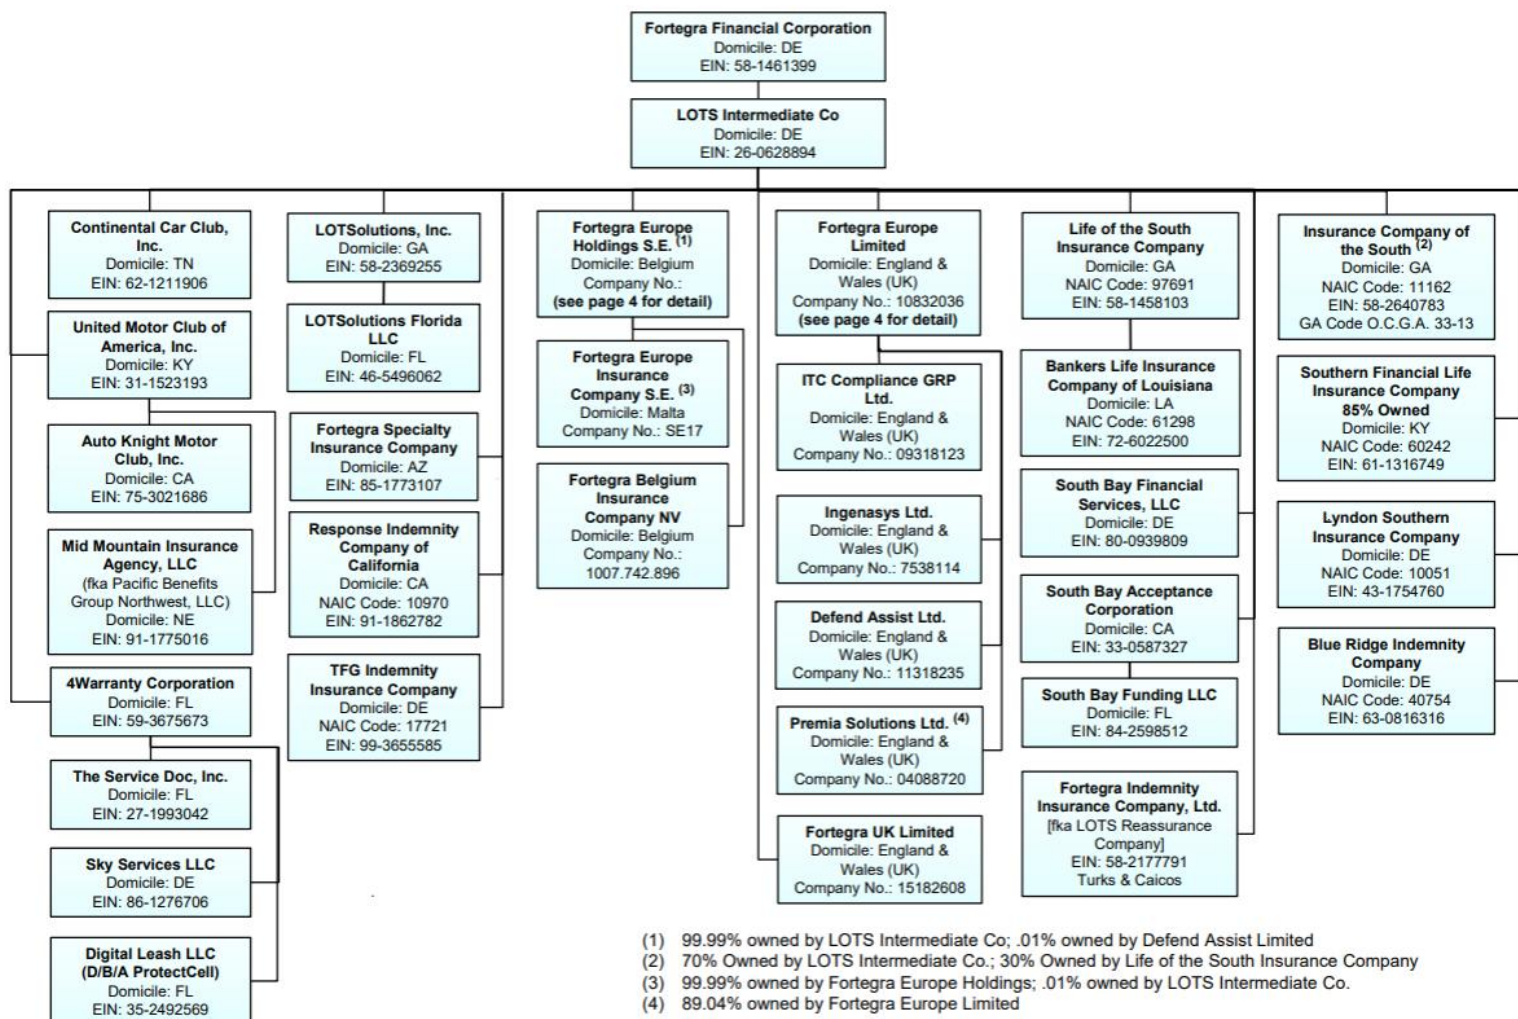 Fortegra Financial Corporation
Domicile: DE
EIN: 58-1461399
LOTS Intermediate Co
Domicile: DE
EIN: 26-0628894
Continental Car Club,
Inc.
Domicile: TN
EIN: 62-1211906
United Motor Club of
America, Inc.
Domicile: KY
EIN: 31-1523193
Auto Knight Motor
Club, Inc.
Domicile: CA
EIN: 75-3021686
Mid Mountain Insurance
Agency, LLC
(fka Pacific Benefits
Group Northwest, LLC)
Domicile: NE
EIN: 91-1775016
4Warranty Corporation
Domicile: FL
EIN: 59-3675673
The Service Doc, Inc.
Domicile: FL
EIN: 27-1993042
Sky Services LLC
Domicile: DE
EIN: 86-1276706
Digital Leash LLC
(D/B/A ProtectCell)
Domicile: FL
EIN: 35-2492569
LOTSolutions, Inc.
Domicile: GA
EIN: 58-2369255
LOTSolutions Florida
LLC
Domicile: FL
EIN: 46-5496062
Fortegra Specialty
Insurance Company
Domicile: AZ
EIN: 85-1773107
Response Indemnity
Company of
California
Domicile: CA
NAIC Code: 10970
EIN: 91-1862782
TFG Indemnity
Insurance Company
Domicile: DE
NAIC Code: 17721
EIN: 99-3655585
Fortegra Europe
Holdings S.E. (1)
Domicile: Belgium
Company No.:
(see page 4 for detail)
Fortegra Europe
Insurance
Company S.E. (3)
Domicile: Malta
Company No.: SE17
Fortegra Belgium
Insurance
Company NV
Domicile: Belgium
Company No.:
1007.742.896
Fortegra Europe
Limited
Domicile: England &
Wales (UK)
Company No.: 10832036
(see page 4 for detail)
ITC Compliance GRP
Ltd.
Domicile: England &
Wales (UK)
Company No.: 09318123
Ingenasys Ltd.
Domicile: England &
Wales (UK)
Company No.: 7538114
Defend Assist Ltd.
Domicile: England &
Wales (UK)
Company No.: 11318235
Premia Solutions Ltd. (4)
Domicile: England &
Wales (UK)
Company No.: 04088720
Fortegra UK Limited
Domicile: England &
Wales (UK)
Company No.: 15182608
Life of the South
Insurance Company
Domicile: GA
NAIC Code: 97691
EIN: 58-1458103
Bankers Life Insurance
Company of Louisiana
Domicile: LA
NAIC Code: 61298
EIN: 72-6022500
South Bay Financial
Services, LLC
Domicile: DE
EIN: 80-0939809
South Bay Acceptance
Corporation
Domicile: CA
EIN: 33-0587327
South Bay Funding LLC
Domicile: FL
EIN: 84-2598512
Fortegra Indemnity
Insurance Company, Ltd.
[fka LOTS Reassurance
Company]
EIN: 58-2177791
Turks & Caicos
Insurance Company of
the South (2)
Domicile: GA
NAIC Code: 11162
EIN: 58-2640783
GA Code O.C.G.A. 33-13
Southern Financial Life
Insurance Company
85% Owned
Domicile: KY
NAIC Code: 60242
EIN: 61-1316749
Lyndon Southern
Insurance Company
Domicile: DE
NAIC Code: 10051
EIN: 43-1754760
Blue Ridge Indemnity
Company
Domicile: DE
NAIC Code: 40754
EIN: 63-0816316
(1) 99.99% owned by LOTS Intermediate Co; .01% owned by Defend Assist Limited
(2) 70% Owned by LOTS Intermediate Co.; 30% Owned by Life of the South Insurance Company
(3) 99.99% owned by Fortegra Europe Holdings; .01% owned by LOTS Intermediate Co.
(4) 89.04% owned by Fortegra Europe Limited